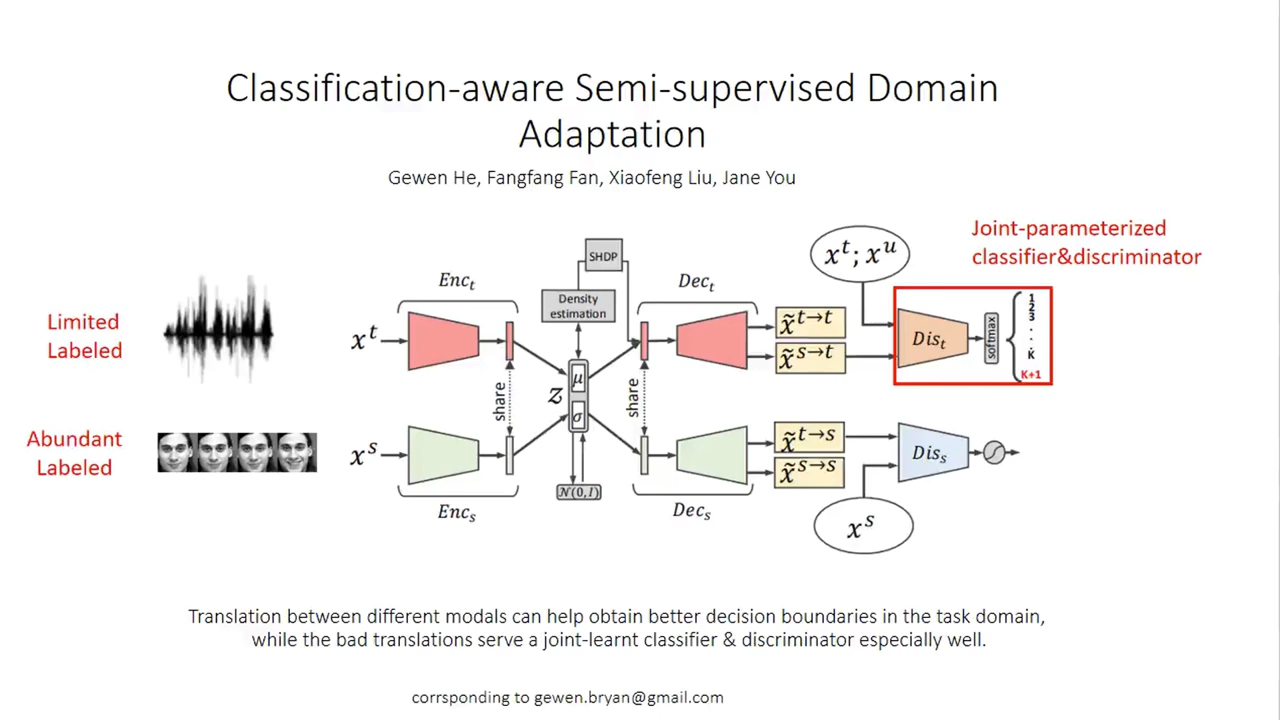 Classification-aware Semi-supervised Domain
Adaptation
Gewen He, Fangfang Fan, Xiaofeng Liu, Jane You
Joint-parameterized
classifier&discriminator
Limited
Labeled
Abundant
Labeled
x^t
x^s
Enc_t
Enc_s
share
SHDP
Density
estimation
z
μ
σ
N(0,I)
share
Dec_t
Dec_s
x̃^{t→t}
x̃^{s→t}
x̃^{t→s}
x̃^{s→s}
x^t; x^u
x^s
Dis_t
Dis_s
softmax
1
2
3
.
.
K
K+1
Translation between different modals can help obtain better decision boundaries in the task domain,
while the bad translations serve a joint-learnt classifier & discriminator especially well.
corrsponding to gewen.bryan@gmail.com